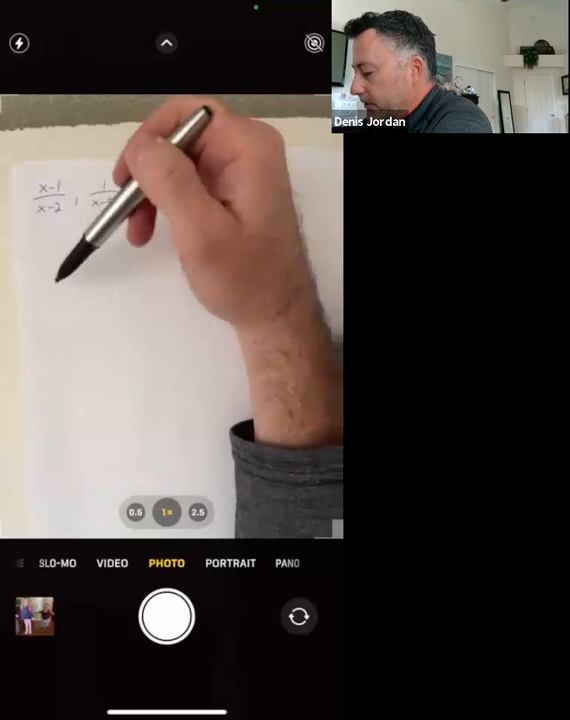 Denis Jordan
x-1 , 1
x-2 x-
0.5 1× 2.5
SLO-MO VIDEO PHOTO PORTRAIT PANO